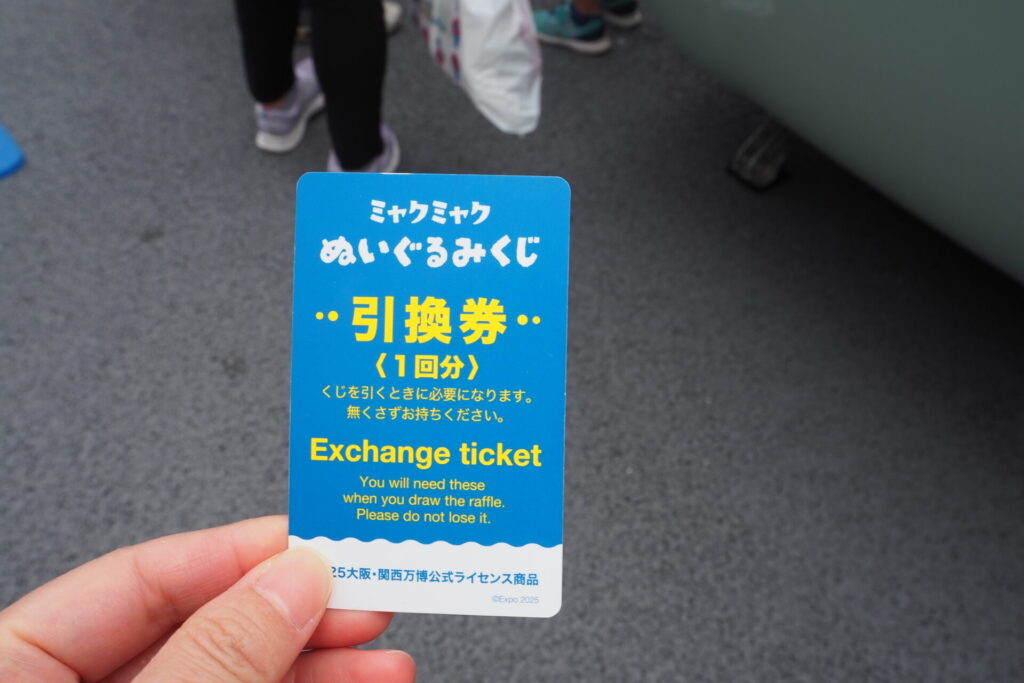 ミャクミャク
ぬいぐるみくじ
引換券
〈1回分〉
くじを引くときに必要になります。
無くさずお持ちください。
Exchange ticket
You will need these
when you draw the raffle.
Please do not lose it.
25大阪・関西万博公式ライセンス商品
©Expo 2025